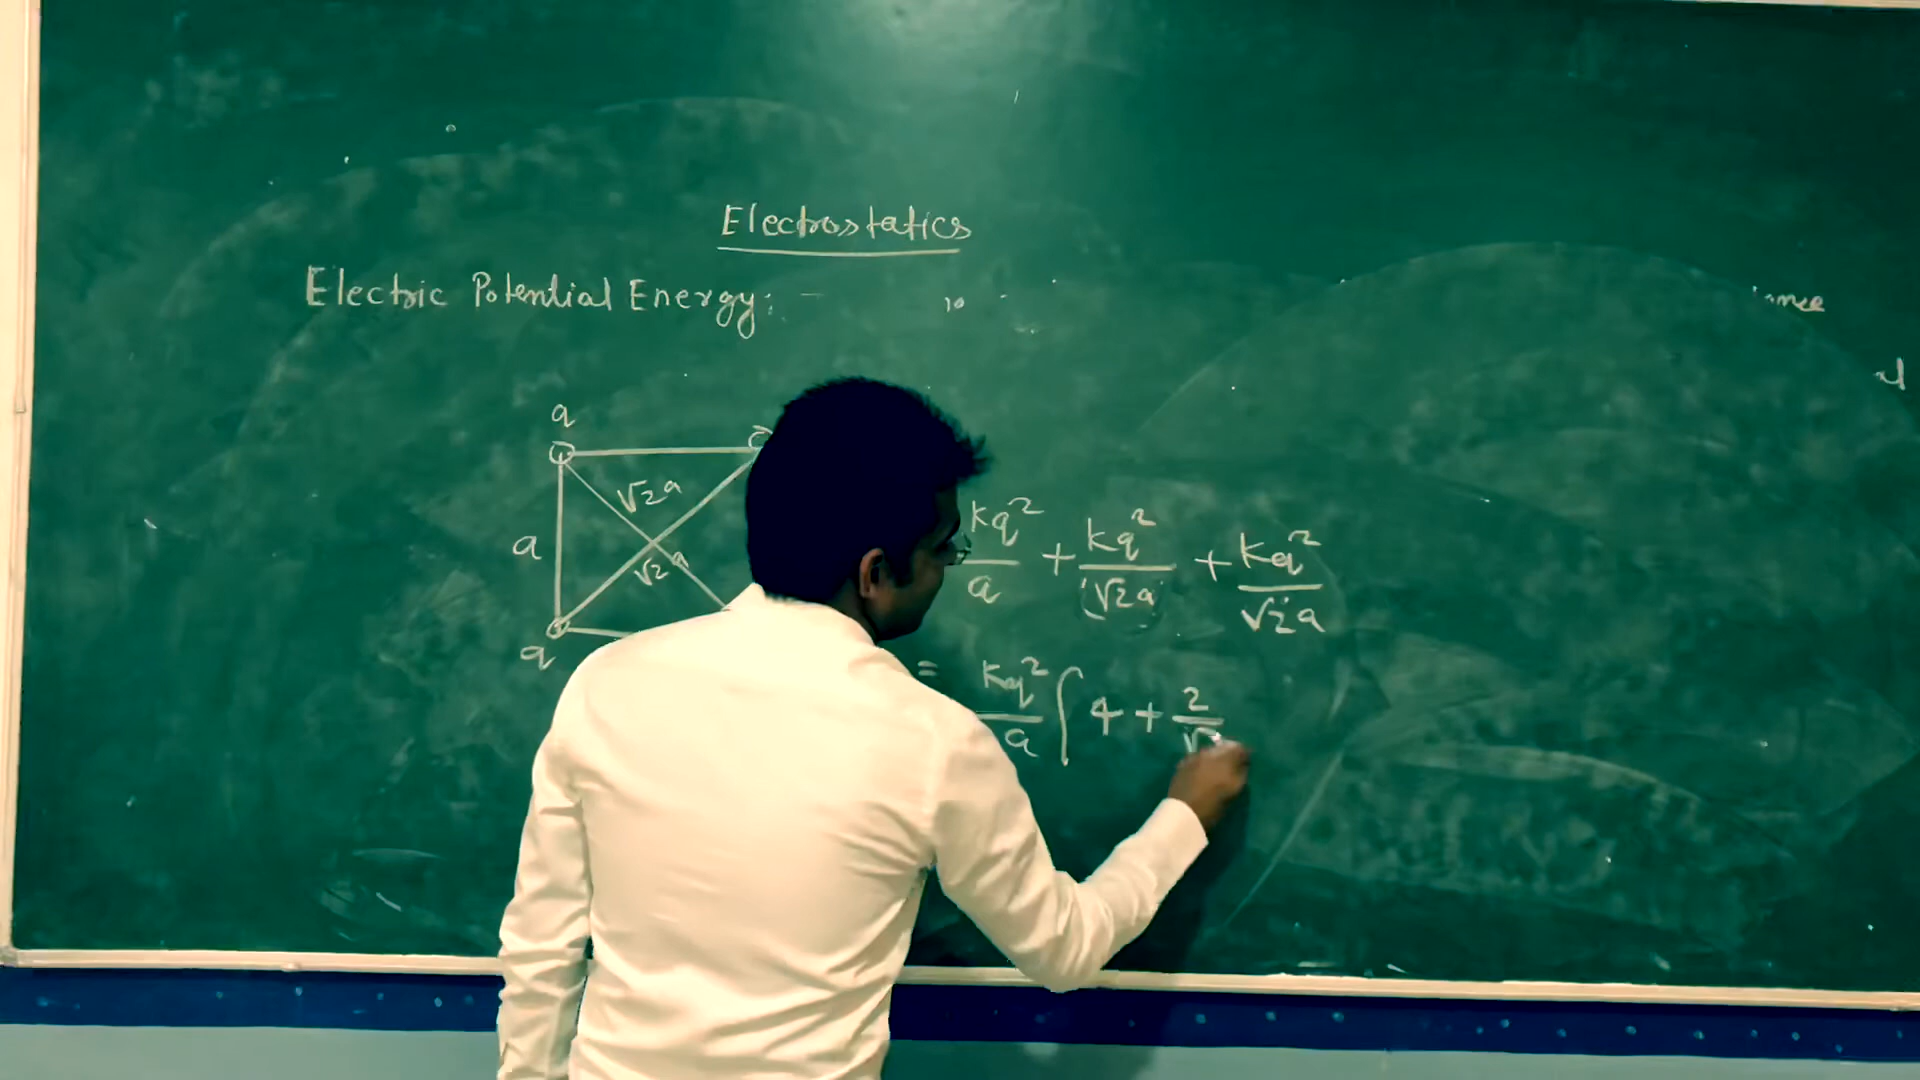 Electrostatics
Electric Potential Energy:-
q
√2a
a
√2a
q
Kq²/a + Kq²/√2a + Kq²/√2a
= Kq²/a [ 4 + 2/√